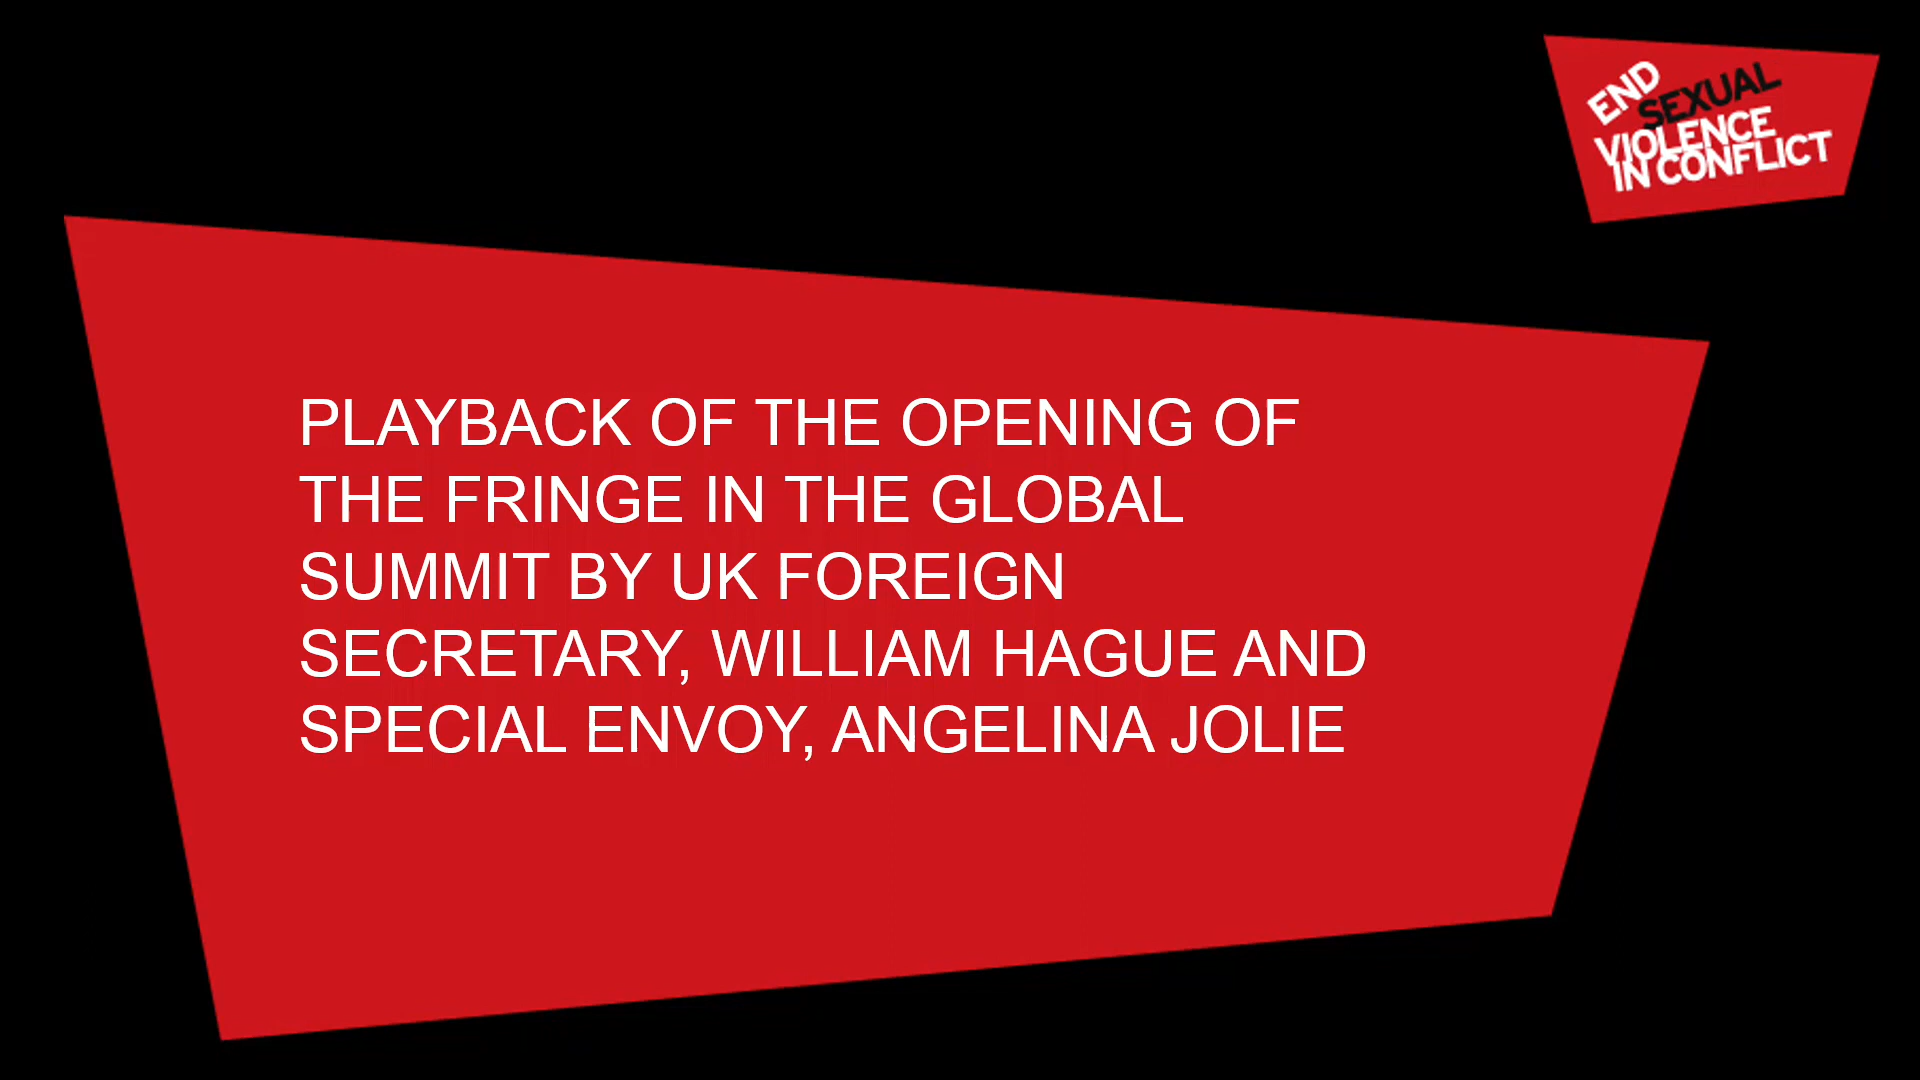 END
SEXUAL
VIOLENCE
IN CONFLICT
PLAYBACK OF THE OPENING OF
THE FRINGE IN THE GLOBAL
SUMMIT BY UK FOREIGN
SECRETARY, WILLIAM HAGUE AND
SPECIAL ENVOY, ANGELINA JOLIE